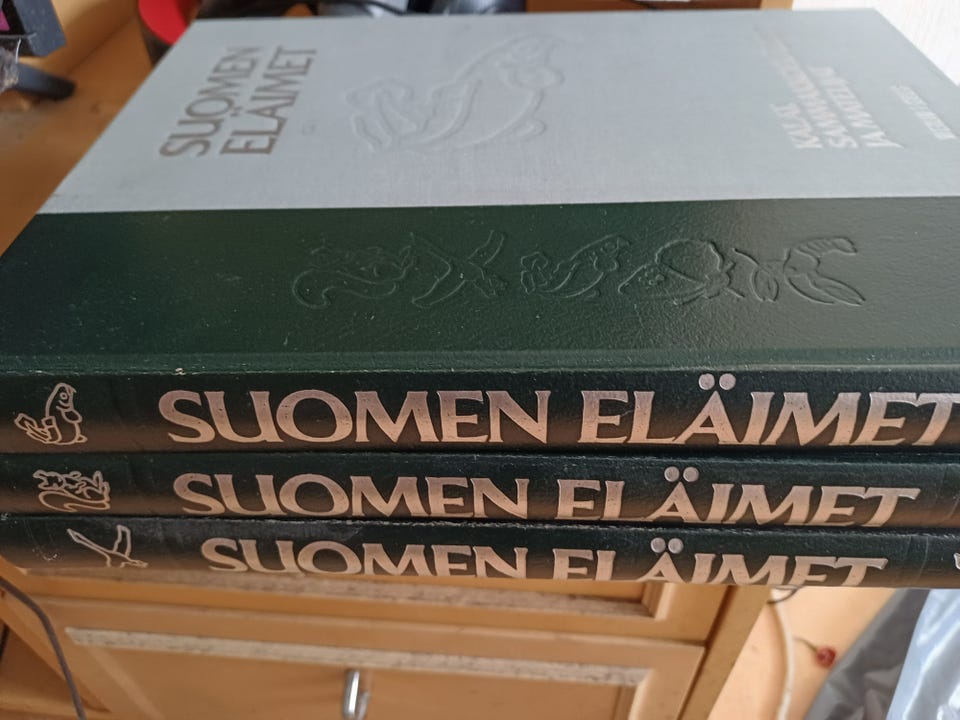 SUOMEN
ELÄIMET
KALAT,
SAMMAKKOELÄIMET
JA MATELIJAT
SUOMEN ELÄIMET
SUOMEN ELÄIMET
SUOMEN ELÄIMET